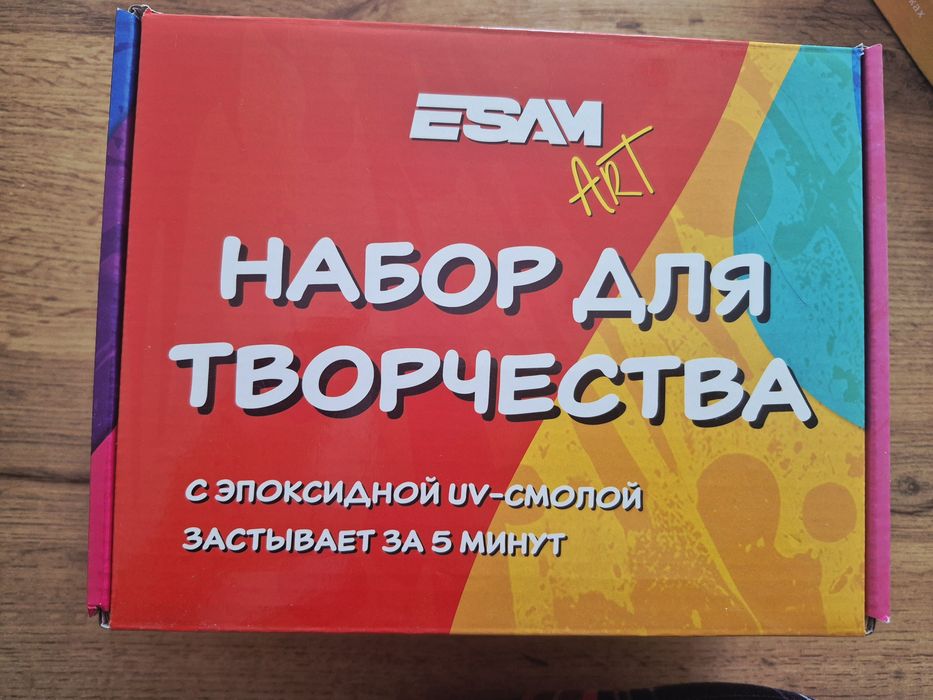 ESAM
ART
НАБОР ДЛЯ
ТВОРЧЕСТВА
С ЭПОКСИДНОЙ UV-СМОЛОЙ
ЗАСТЫВАЕТ ЗА 5 МИНУТ